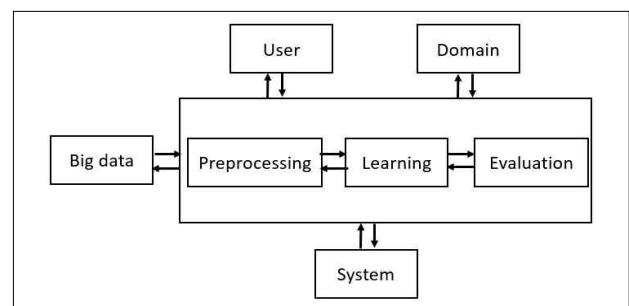 User
Domain
Big data
Preprocessing
Learning
Evaluation
System